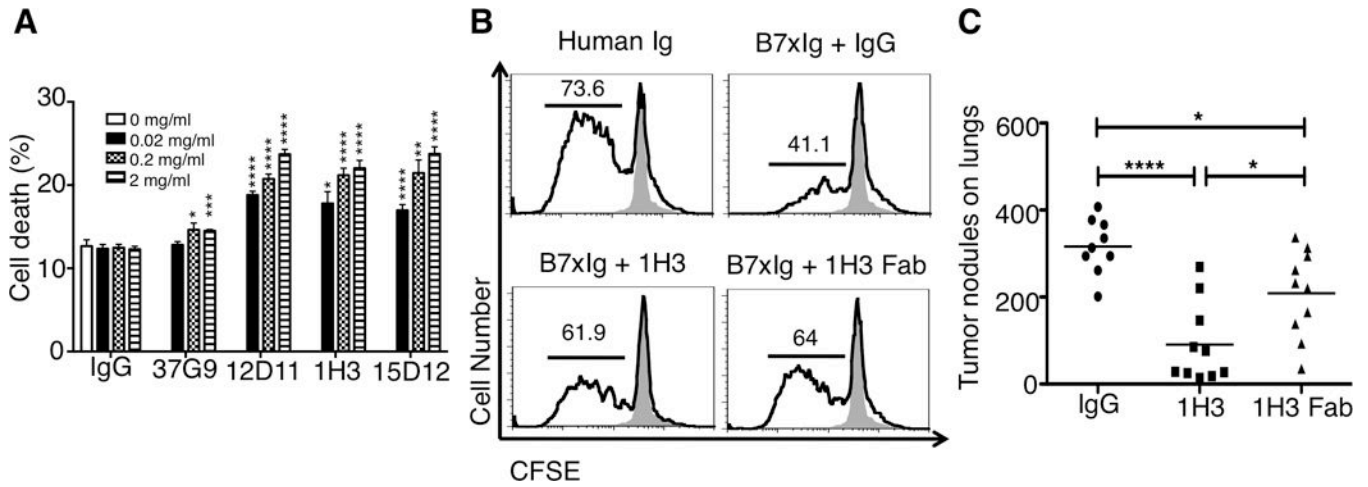 A
Cell death (%)
30
20
10
0
0 mg/ml
0.02 mg/ml
0.2 mg/ml
2 mg/ml
*
***
****
****
****
*
****
****
****
**
****
IgG
37G9
12D11
1H3
15D12
B
Human Ig
B7xIg + IgG
73.6
41.1
B7xIg + 1H3
B7xIg + 1H3 Fab
61.9
64
Cell Number
CFSE
C
Tumor nodules on lungs
600
400
200
0
*
****
*
IgG
1H3
1H3 Fab